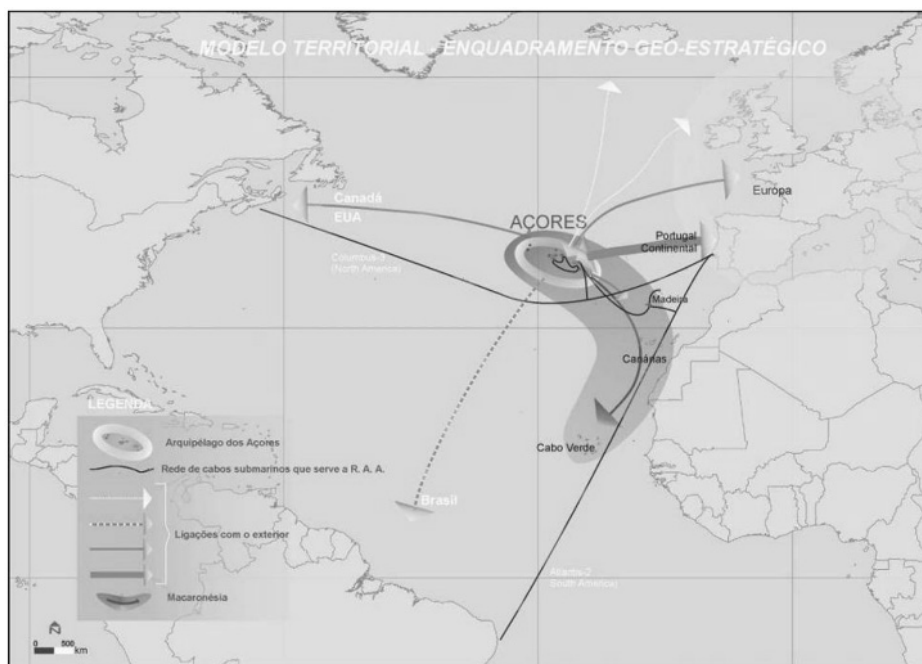 MODELO TERRITORIAL - ENQUADRAMENTO GEO-ESTRATÉGICO
Canadá
EUA
AÇORES
Europa
Portugal
Continental
Columbus-3
(North America)
Madeira
Canárias
Cabo Verde
Brasil
Atlantis-2
(South America)
LEGENDA
Arquipélago dos Açores
Rede de cabos submarinos que serve a R. A. A.
Ligações com o exterior
Macaronésia
N
0 500
km